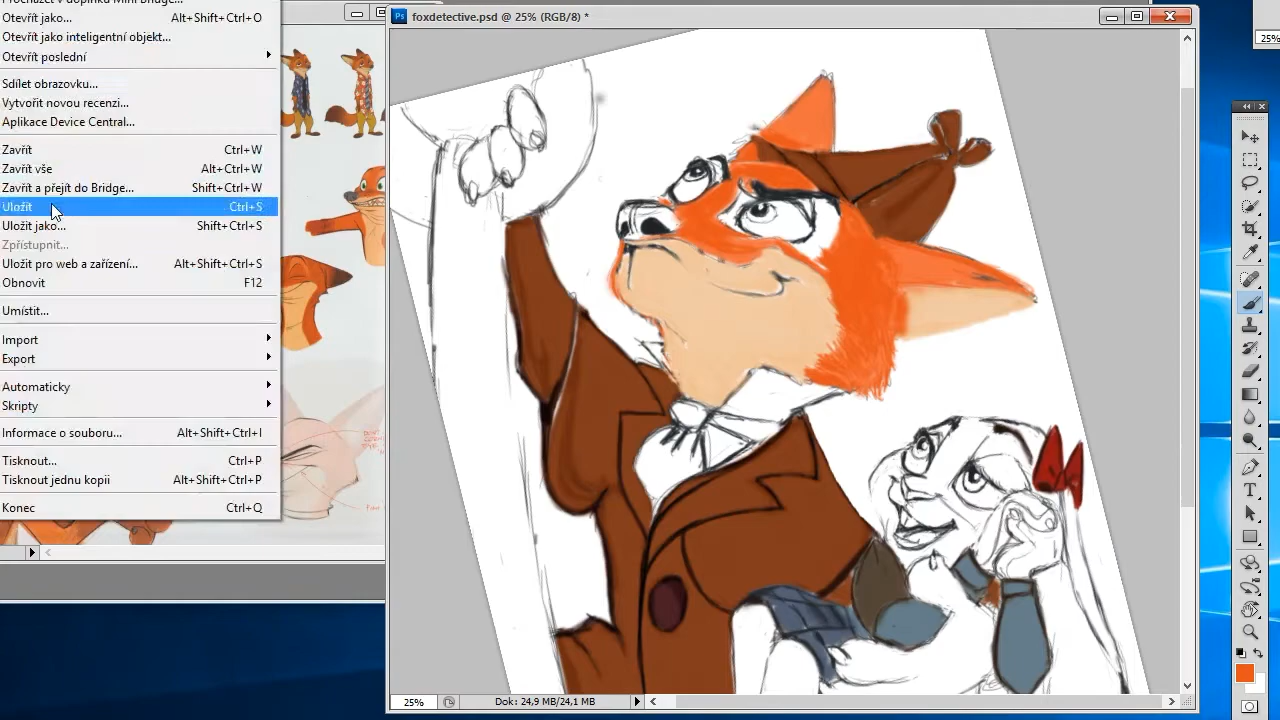 Otevřít jako... Alt+Shift+Ctrl+O
Otevřít jako inteligentní objekt...
Otevřít poslední
Sdílet obrazovku...
Vytvořit novou recenzi...
Aplikace Device Central...
Zavřít Ctrl+W
Zavřít vše Alt+Ctrl+W
Zavřít a přejít do Bridge... Shift+Ctrl+W
Uložit Ctrl+S
Uložit jako... Shift+Ctrl+S
Zpřístupnit...
Uložit pro web a zařízení... Alt+Shift+Ctrl+S
Obnovit F12
Umístit...
Import
Export
Automaticky
Skripty
Informace o souboru... Alt+Shift+Ctrl+I
Tisknout... Ctrl+P
Tisknout jednu kopii Alt+Shift+Ctrl+P
Konec Ctrl+Q
Ps foxdetective.psd @ 25% (RGB/8) *
25% Dok: 24,9 MB/24,1 MB
25%
T